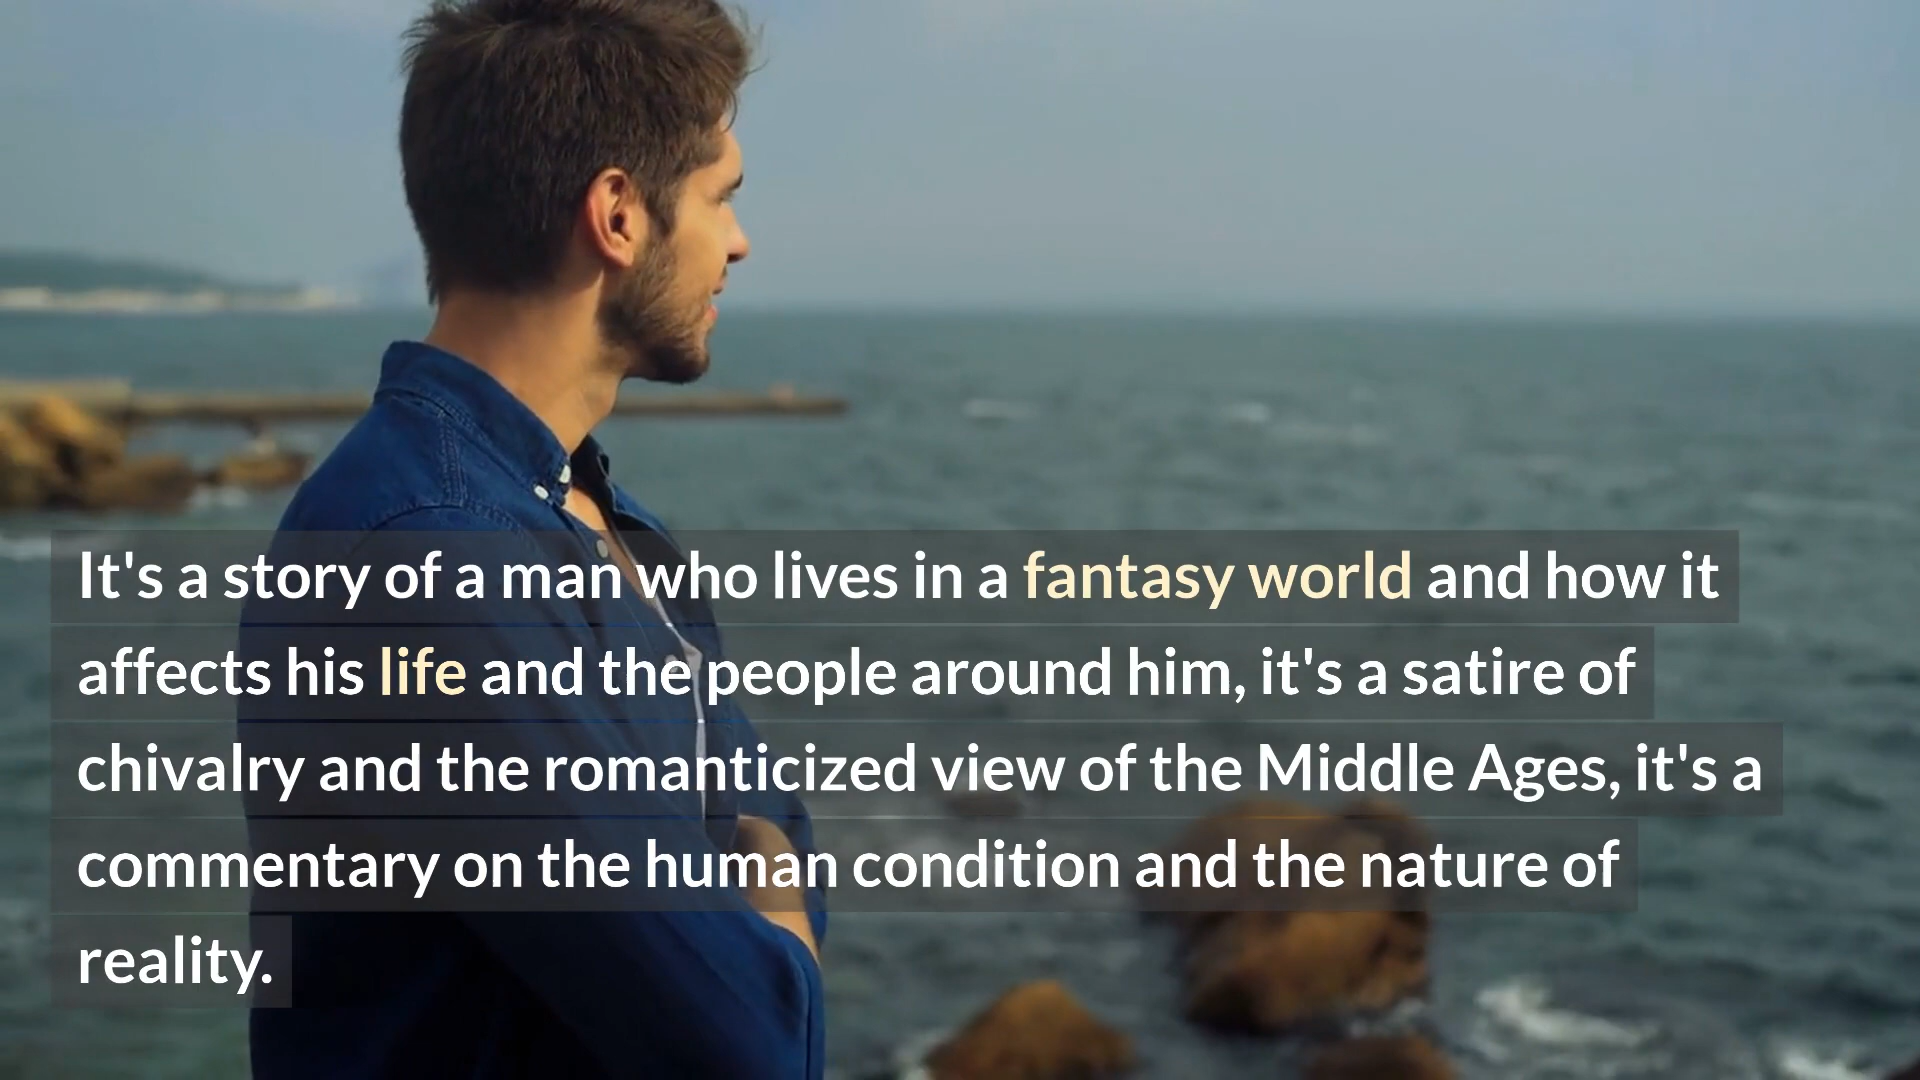 It's a story of a man who lives in a fantasy world and how it
affects his life and the people around him, it's a satire of
chivalry and the romanticized view of the Middle Ages, it's a
commentary on the human condition and the nature of
reality.